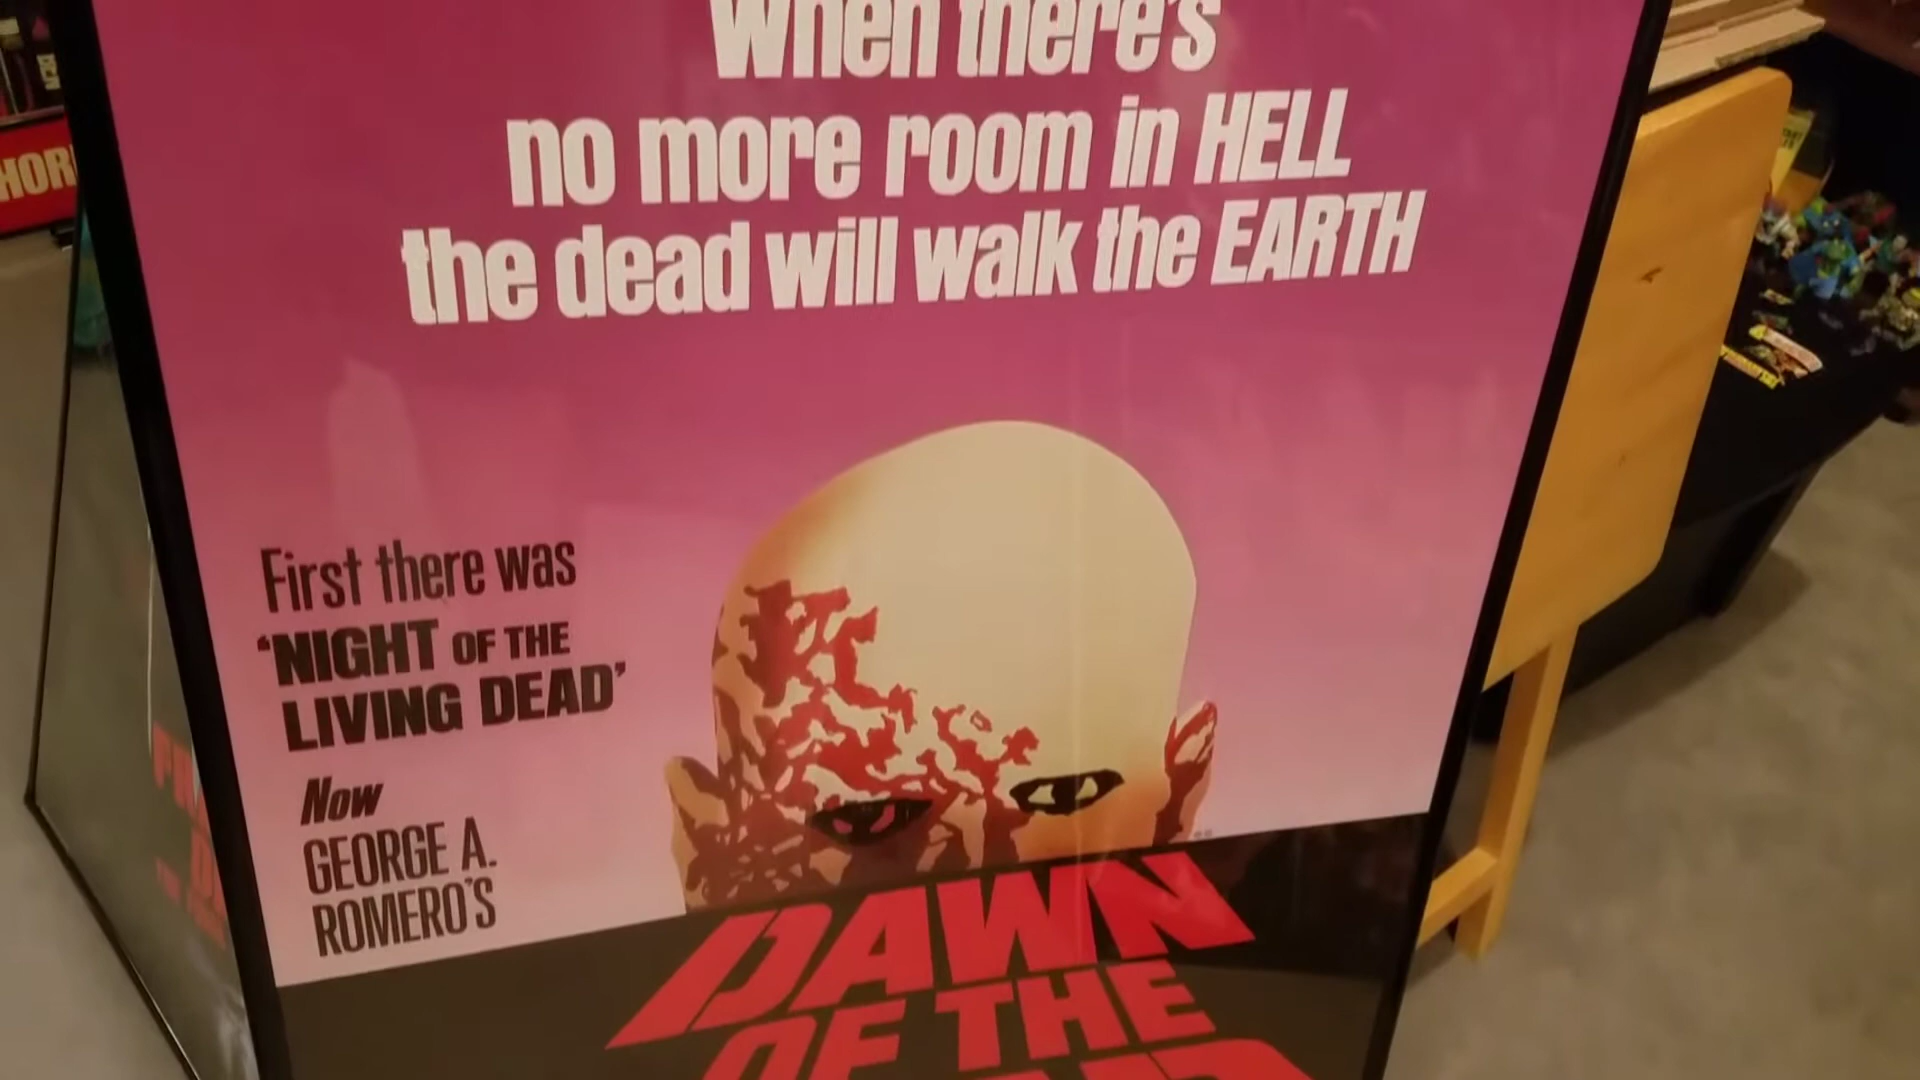 When there's
no more room in HELL
the dead will walk the EARTH
First there was
'NIGHT OF THE
LIVING DEAD'
Now
GEORGE A.
ROMERO'S
DAWN
OF THE
HOR